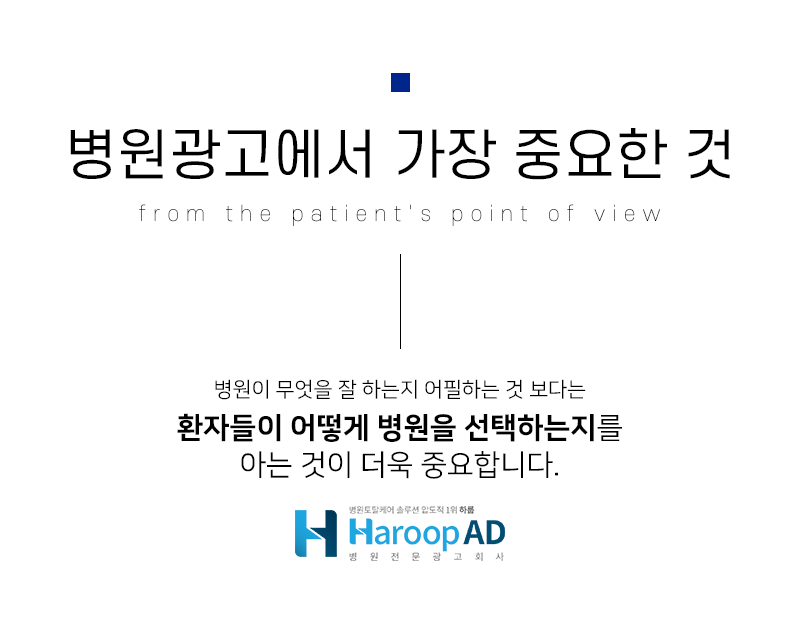 병원광고에서 가장 중요한 것
from the patient's point of view
병원이 무엇을 잘 하는지 어필하는 것 보다는
환자들이 어떻게 병원을 선택하는지를
아는 것이 더욱 중요합니다.
병원토탈케어 솔루션 압도적 1위 하룹
Haroop AD
병원전문광고회사